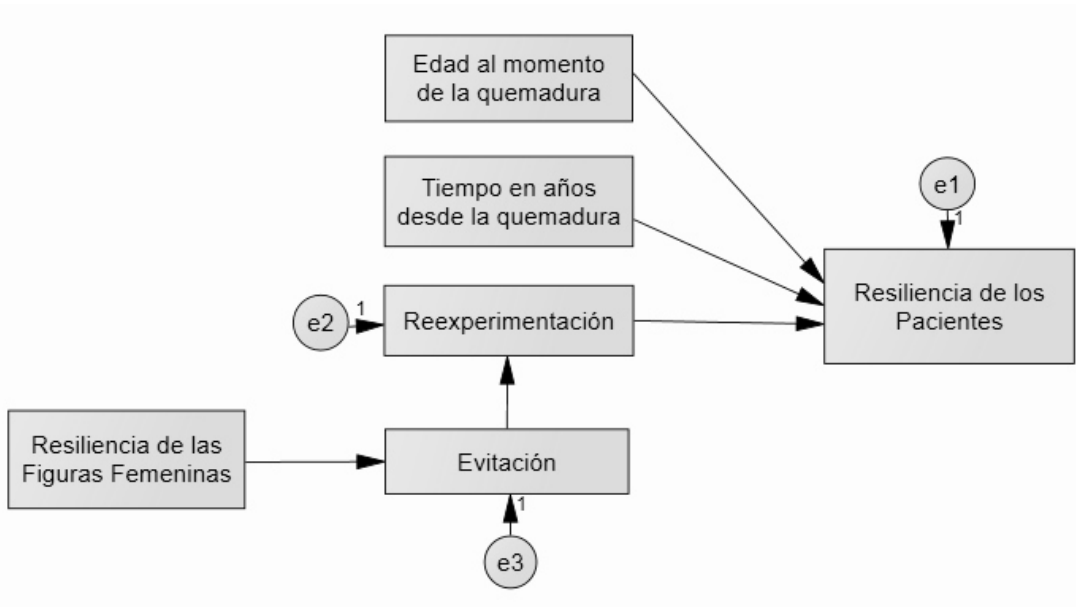 Edad al momento
de la quemadura
e1
1
Tiempo en años
desde la quemadura
Resiliencia de los
Pacientes
e2
1
Reexperimentación
Resiliencia de las
Figuras Femeninas
Evitación
1
e3